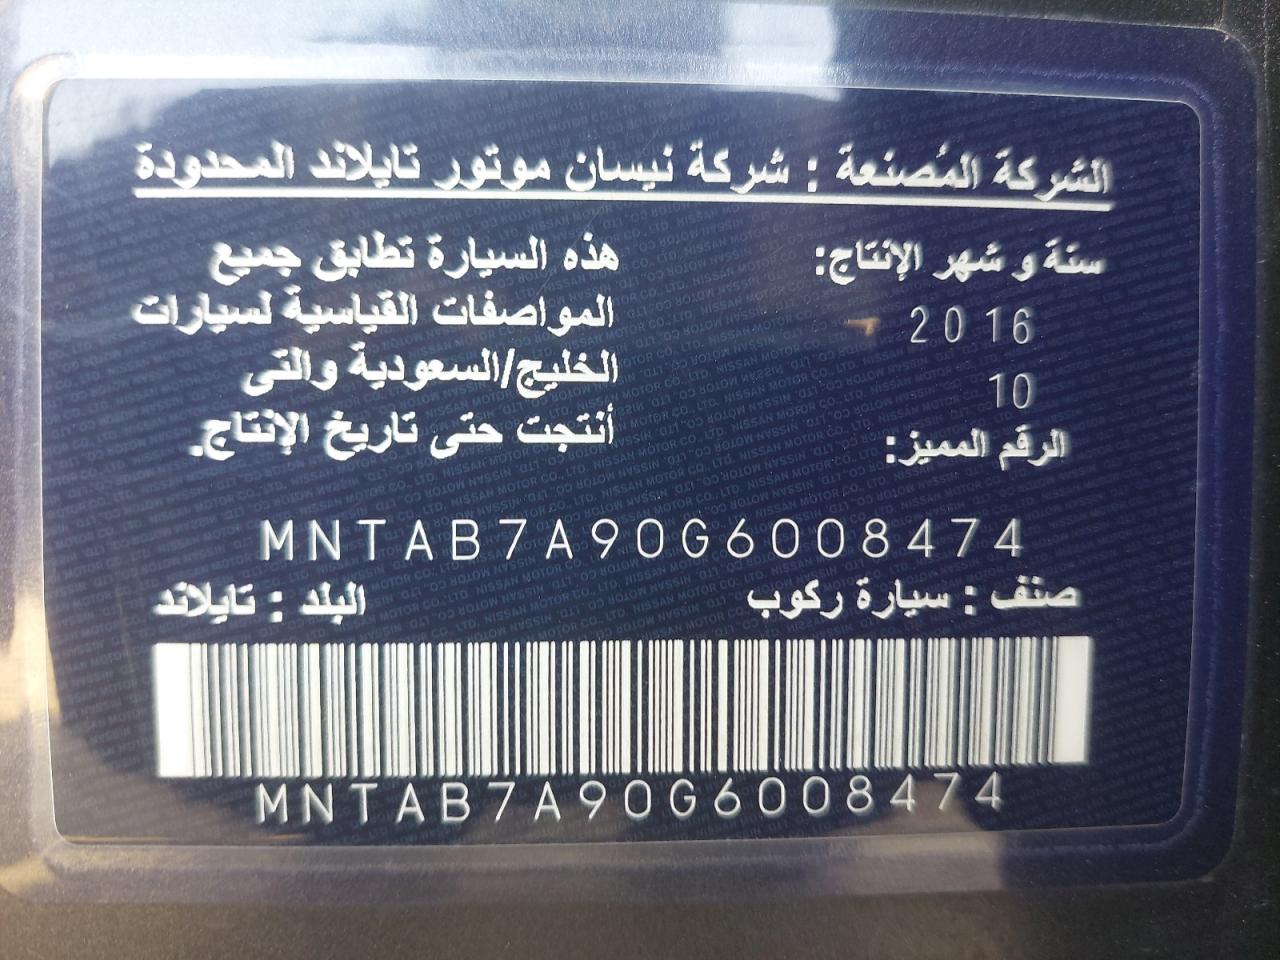 الشركة المُصنعة : شركة نيسان موتور تايلاند المحدودة
سنة و شهر الإنتاج:
2016
10
الرقم المميز:
هذه السيارة تطابق جميع
المواصفات القياسية لسيارات
الخليج/السعودية والتى
أنتجت حتى تاريخ الإنتاج.
MNTAB7A90G6008474
صنف : سيارة ركوب
البلد : تايلاند
MNTAB7A90G6008474